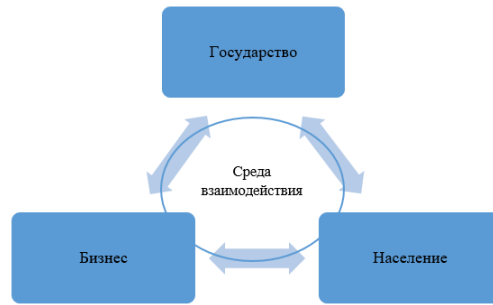 Государство
Среда
взаимодействия
Бизнес
Население